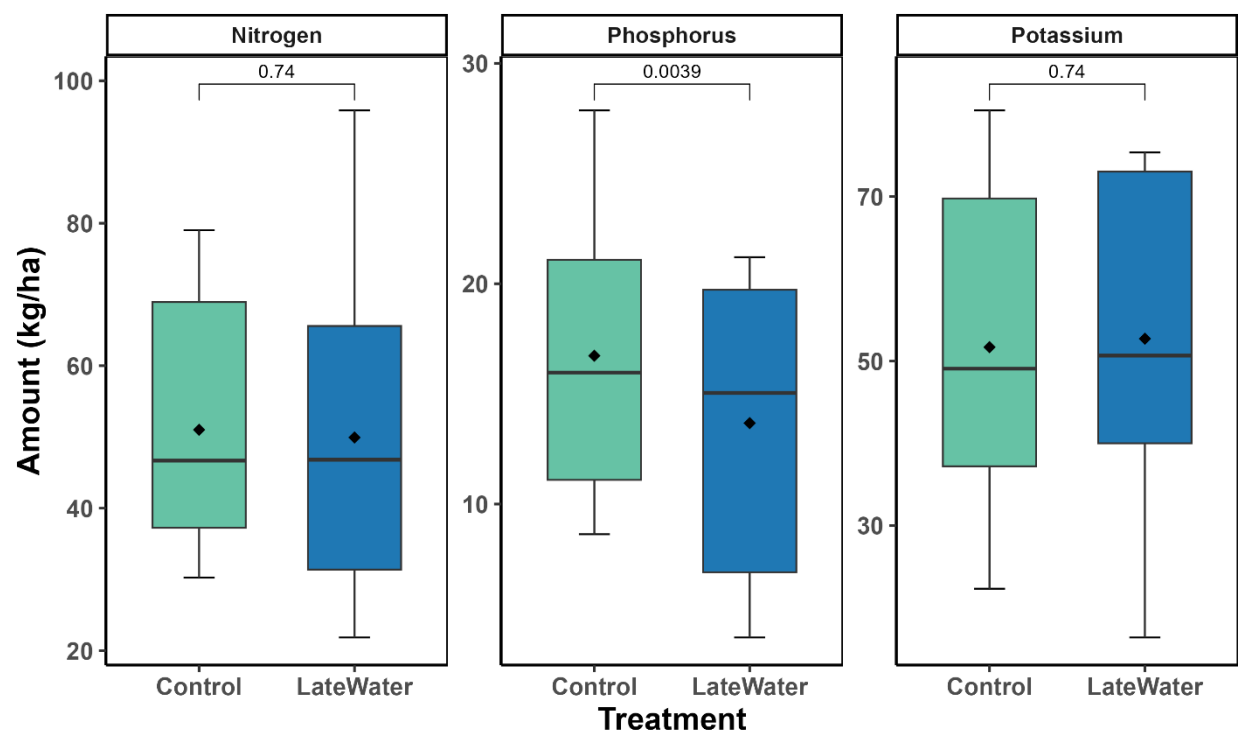 Nitrogen
Phosphorus
Potassium
0.74
0.0039
0.74
100
80
60
40
20
30
20
10
70
50
30
Amount (kg/ha)
Control LateWater
Control LateWater
Control LateWater
Treatment